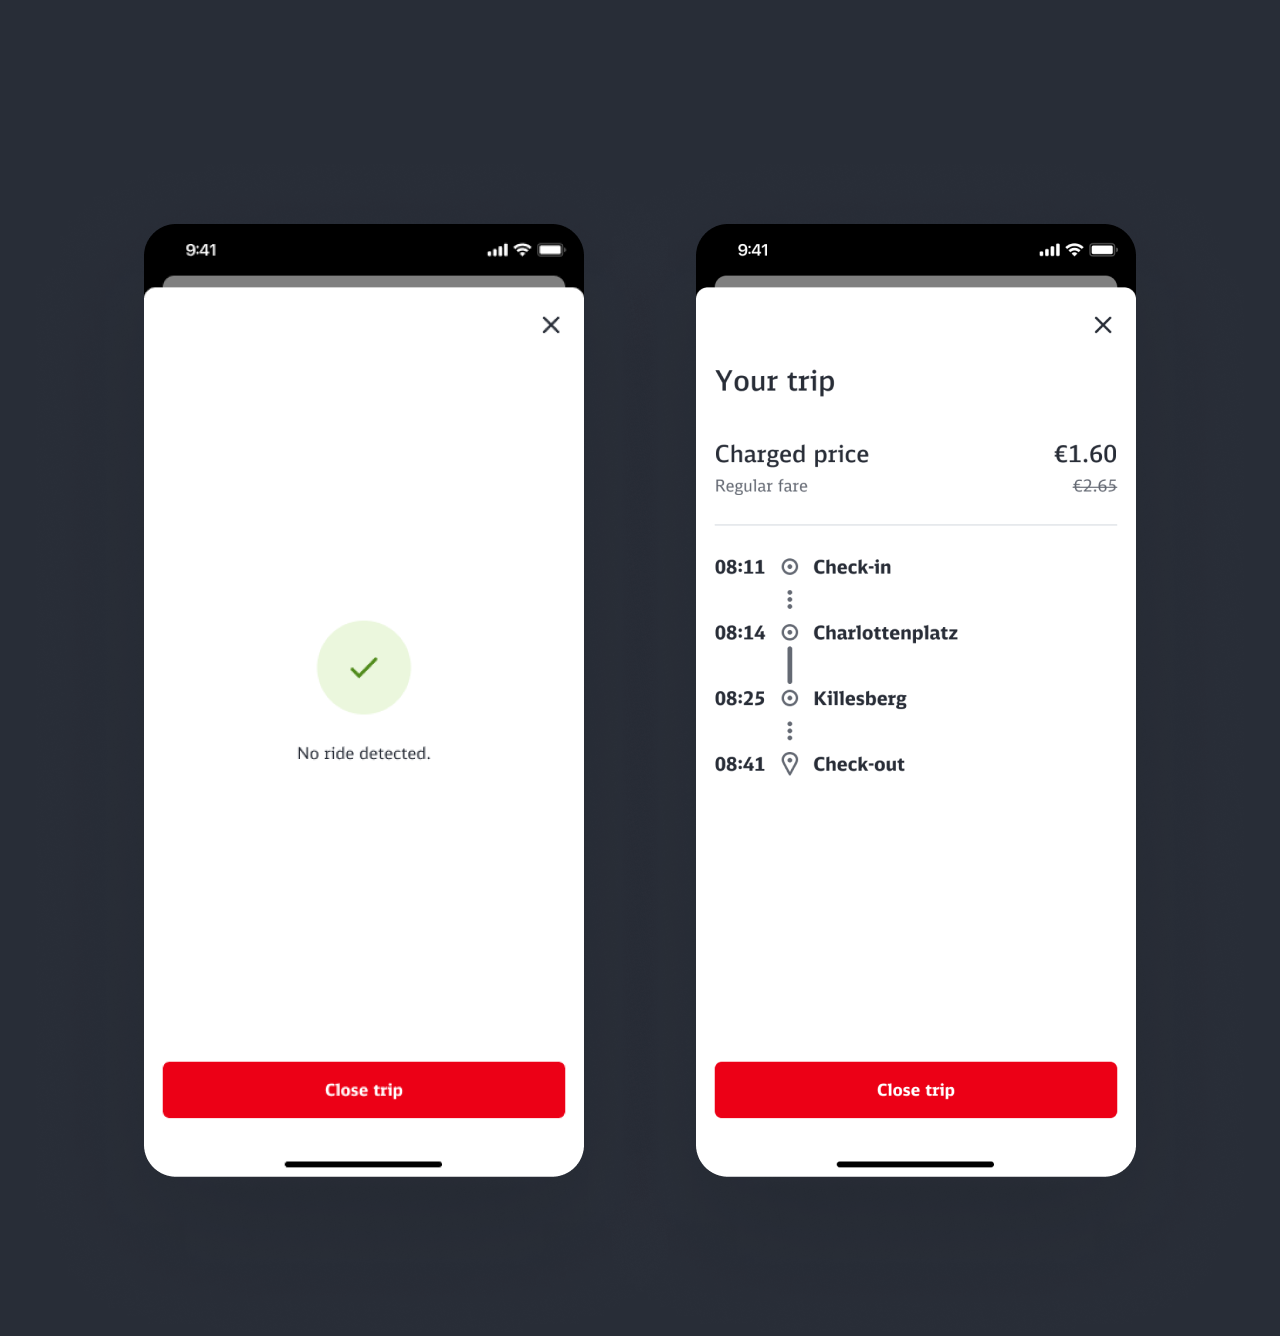 9:41
No ride detected.
Close trip
9:41
Your trip
Charged price €1.60
Regular fare €2.65
08:11 Check-in
08:14 Charlottenplatz
08:25 Killesberg
08:41 Check-out
Close trip